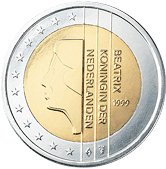 BEATRIX
KONINGIN DER
NEDERLANDEN
1999